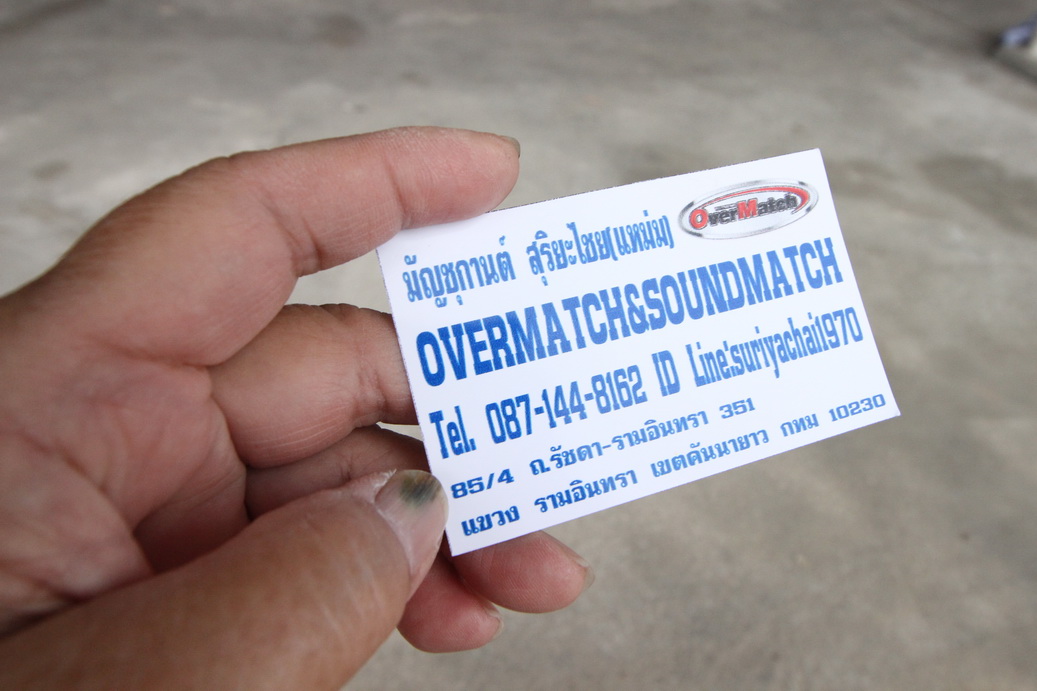 OverMatch
มัญชุกานต์ สุริยะไชย(แหม่ม)
OVERMATCH&SOUNDMATCH
Tel. 087-144-8162 ID Line:suriyachai1970
85/4 ถ.รัชดา-รามอินทรา 351
แขวง รามอินทรา เขตคันนายาว กทม 10230